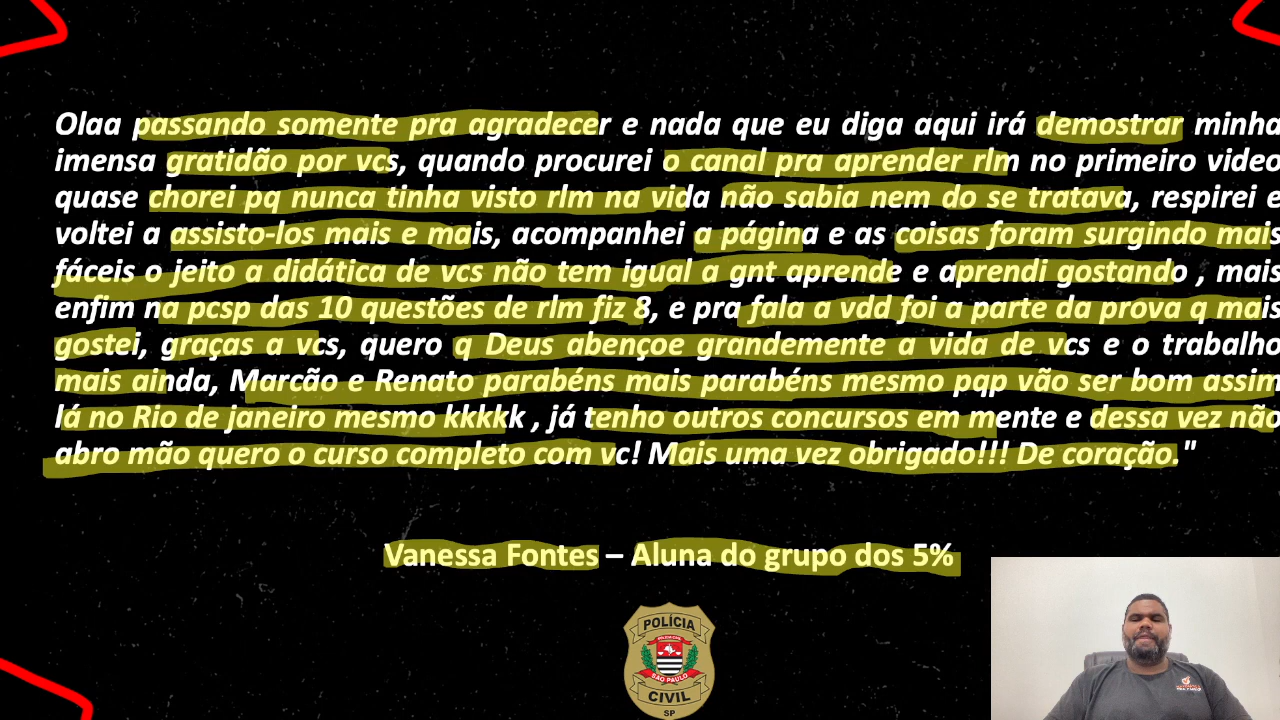 Olaa passando somente pra agradecer e nada que eu diga aqui irá demostrar minha
imensa gratidão por vcs, quando procurei o canal pra aprender rlm no primeiro video
quase chorei pq nunca tinha visto rlm na vida não sabia nem do se tratava, respirei e
voltei a assisto-los mais e mais, acompanhei a página e as coisas foram surgindo mais
fáceis o jeito a didática de vcs não tem igual a gnt aprende e aprendi gostando , mais
enfim na pcsp das 10 questões de rlm fiz 8, e pra fala a vdd foi a parte da prova q mais
gostei, graças a vcs, quero q Deus abençoe grandemente a vida de vcs e o trabalho
mais ainda, Marcão e Renato parabéns mais parabéns mesmo pqp vão ser bom assim
lá no Rio de janeiro mesmo kkkkk , já tenho outros concursos em mente e dessa vez não
abro mão quero o curso completo com vc! Mais uma vez obrigado!!! De coração."
Vanessa Fontes – Aluna do grupo dos 5%
POLÍCIA
SÃO PAULO
CIVIL
SP